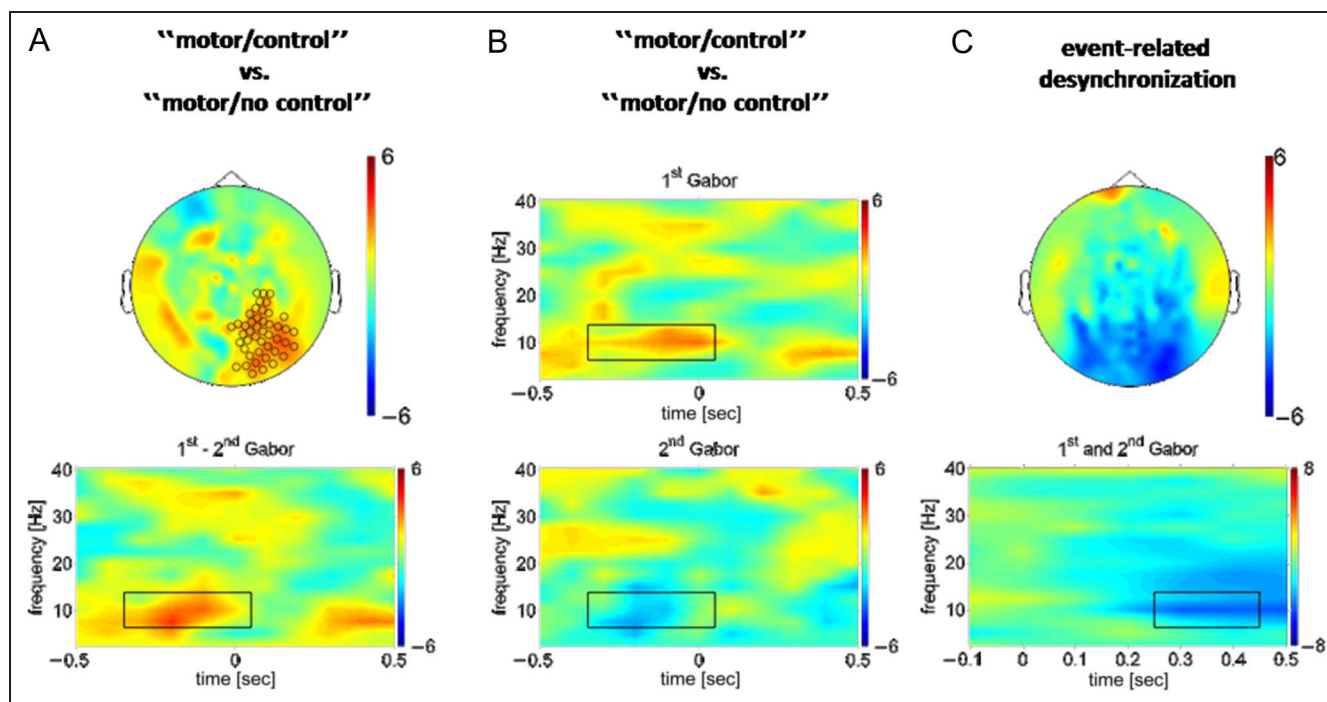 A
“motor/control”
vs.
“motor/no control”
6
−6
1st - 2nd Gabor
frequency [Hz]
40
30
20
10
−0.5
0
0.5
time [sec]
6
−6
B
“motor/control”
vs.
“motor/no control”
1st Gabor
frequency [Hz]
40
30
20
10
−0.5
0
0.5
time [sec]
6
−6
2nd Gabor
frequency [Hz]
40
30
20
10
−0.5
0
0.5
time [sec]
6
−6
C
event-related
desynchronization
6
−6
1st and 2nd Gabor
frequency [Hz]
40
30
20
10
−0.1
0
0.1
0.2
0.3
0.4
0.5
time [sec]
8
−8